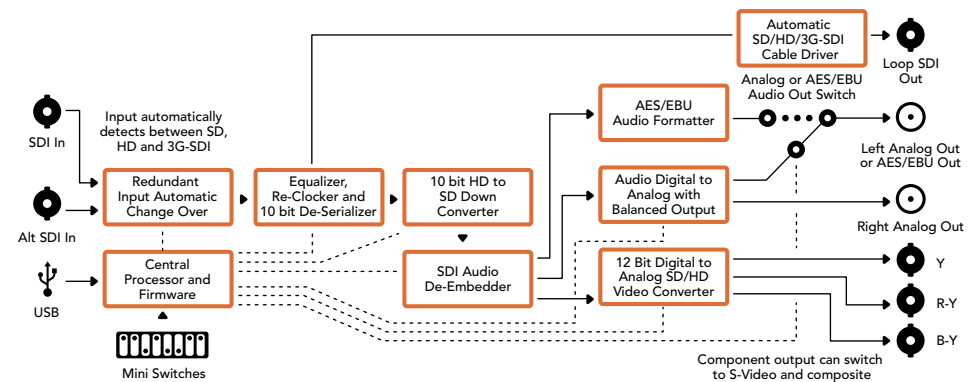 Automatic
SD/HD/3G-SDI
Cable Driver
Loop SDI
Out
Analog or AES/EBU
Audio Out Switch
SDI In
Input automatically
detects between SD,
HD and 3G-SDI
AES/EBU
Audio Formatter
Left Analog Out
or AES/EBU Out
Alt SDI In
Redundant
Input Automatic
Change Over
Equalizer,
Re-Clocker and
10 bit De-Serializer
10 bit HD to
SD Down
Converter
Audio Digital to
Analog with
Balanced Output
Right Analog Out
USB
Central
Processor and
Firmware
SDI Audio
De-Embedder
12 Bit Digital to
Analog SD/HD
Video Converter
Y
R-Y
B-Y
Mini Switches
Component output can switch
to S-Video and composite